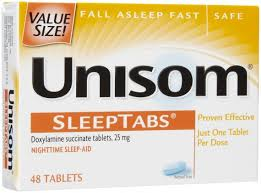 VALUE
SIZE!
FALL ASLEEP FAST | SAFE
Unisom®
SLEEPTABS®
Doxylamine succinate tablets, 25 mg
NIGHTTIME SLEEP-AID
Proven Effective
Just One Tablet
Per Dose
48 TABLETS